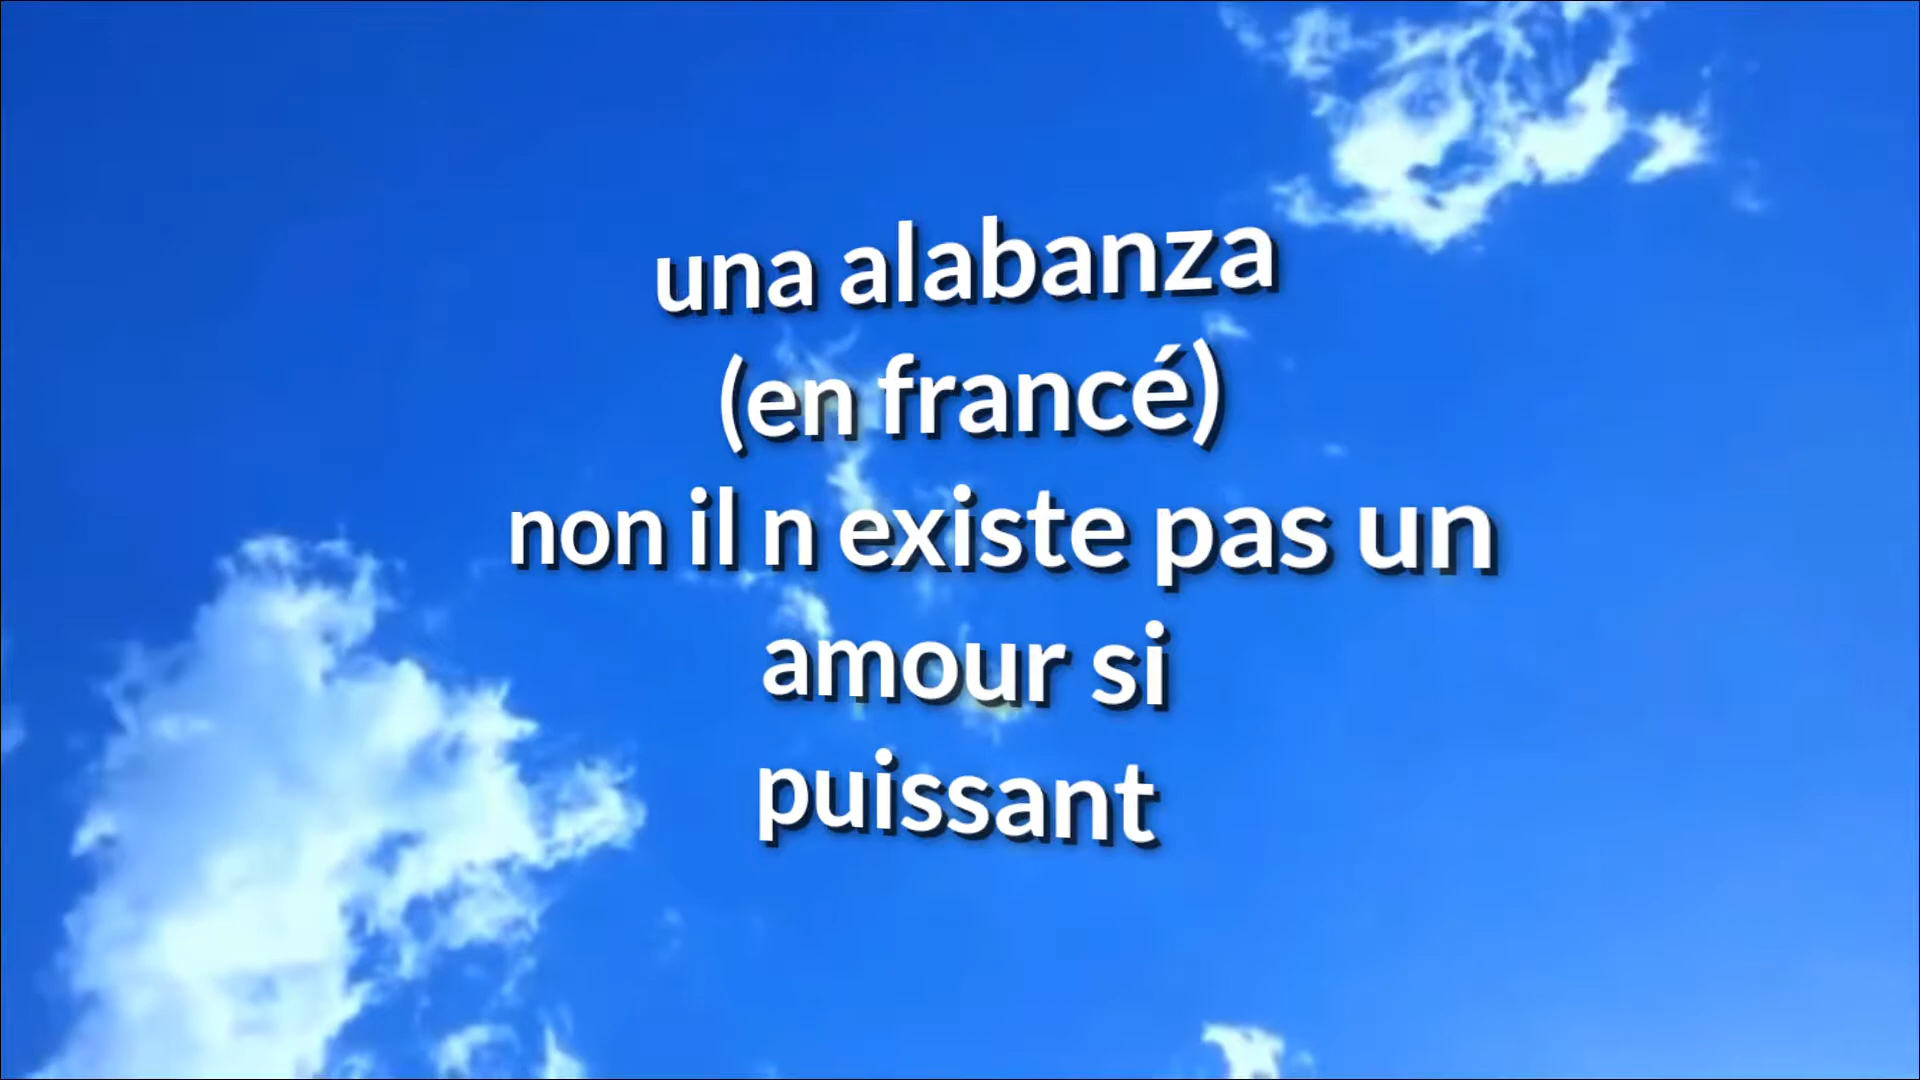 una alabanza
(en francé)
non il n existe pas un
amour si
puissant